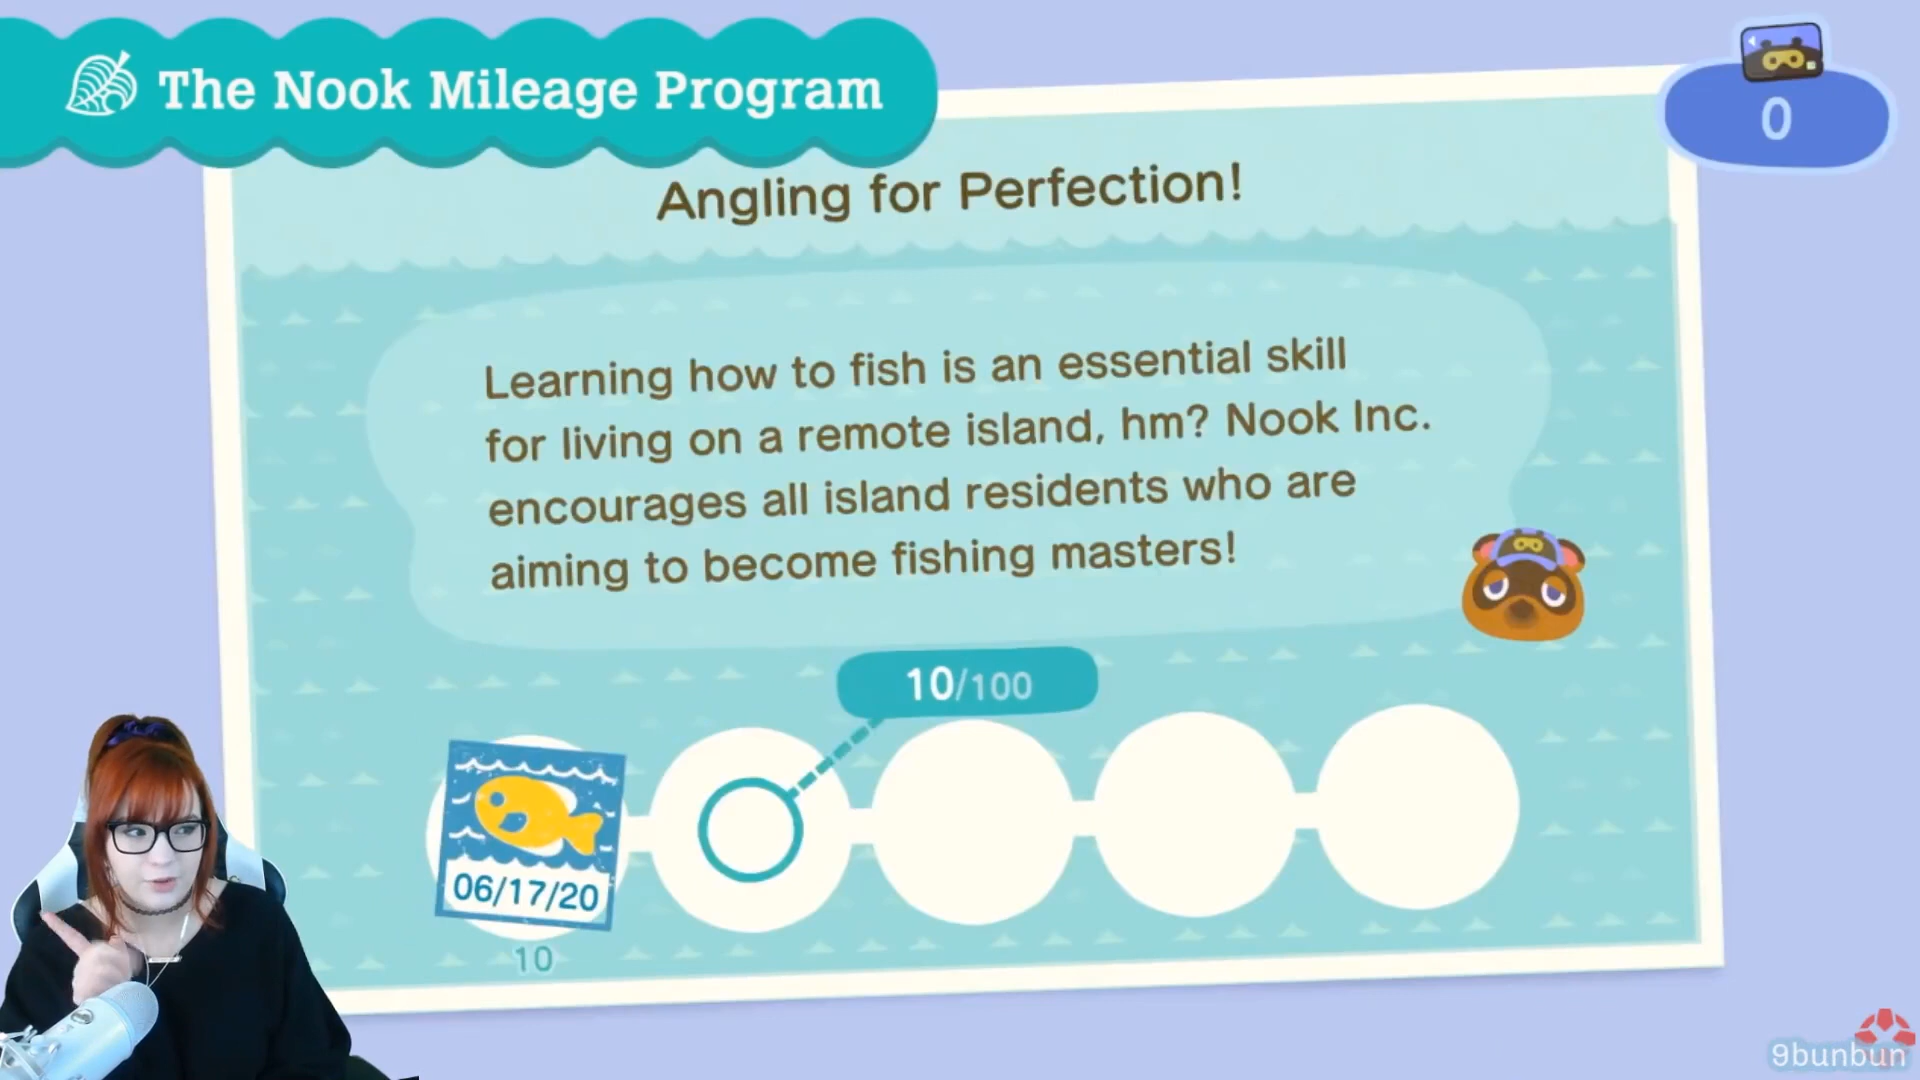 The Nook Mileage Program
0
Angling for Perfection!
Learning how to fish is an essential skill
for living on a remote island, hm? Nook Inc.
encourages all island residents who are
aiming to become fishing masters!
10/100
06/17/20
10
9bunbun